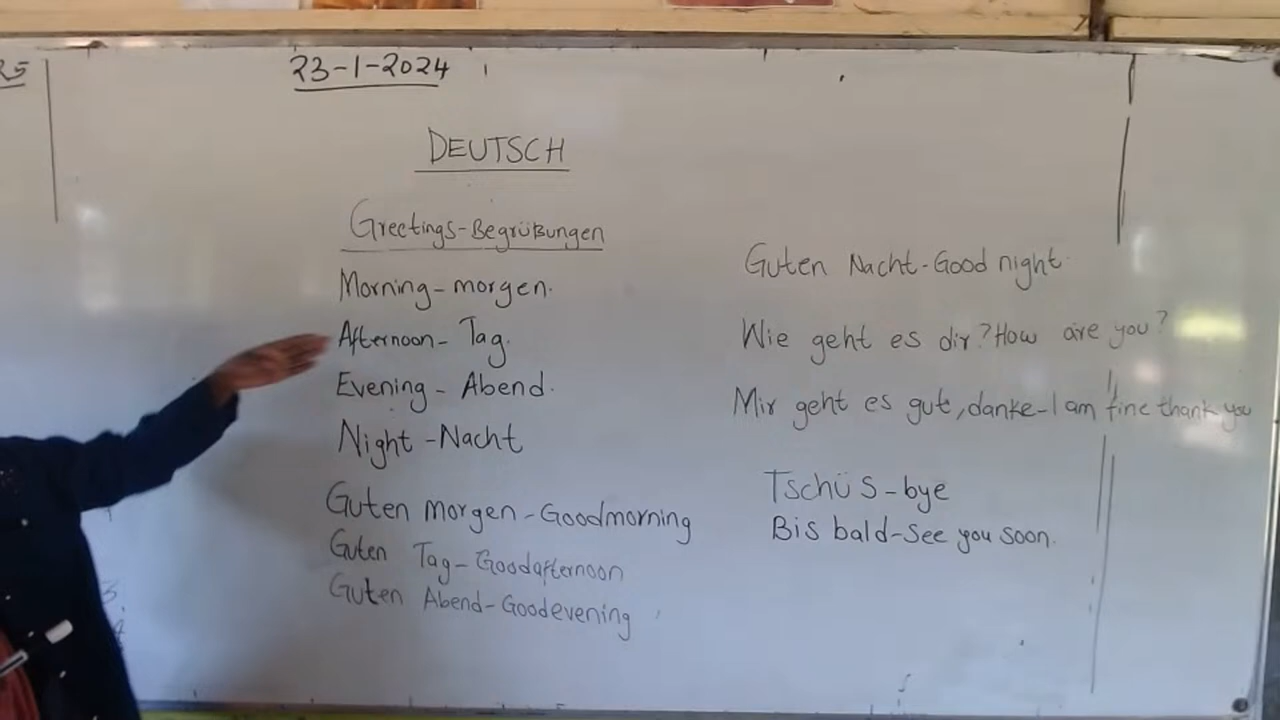 23-1-2024
DEUTSCH
Greetings-Begrüßungen
Morning-morgen.
Afternoon-Tag.
Evening-Abend.
Night-Nacht
Guten morgen-Goodmorning
Guten Tag-Goodafternoon
Guten Abend-Goodevening
Guten Nacht-Good night
Wie geht es dir? How are you?
Mir geht es gut, danke-I am fine thank you
Tschüs-bye
Bis bald-See you soon.